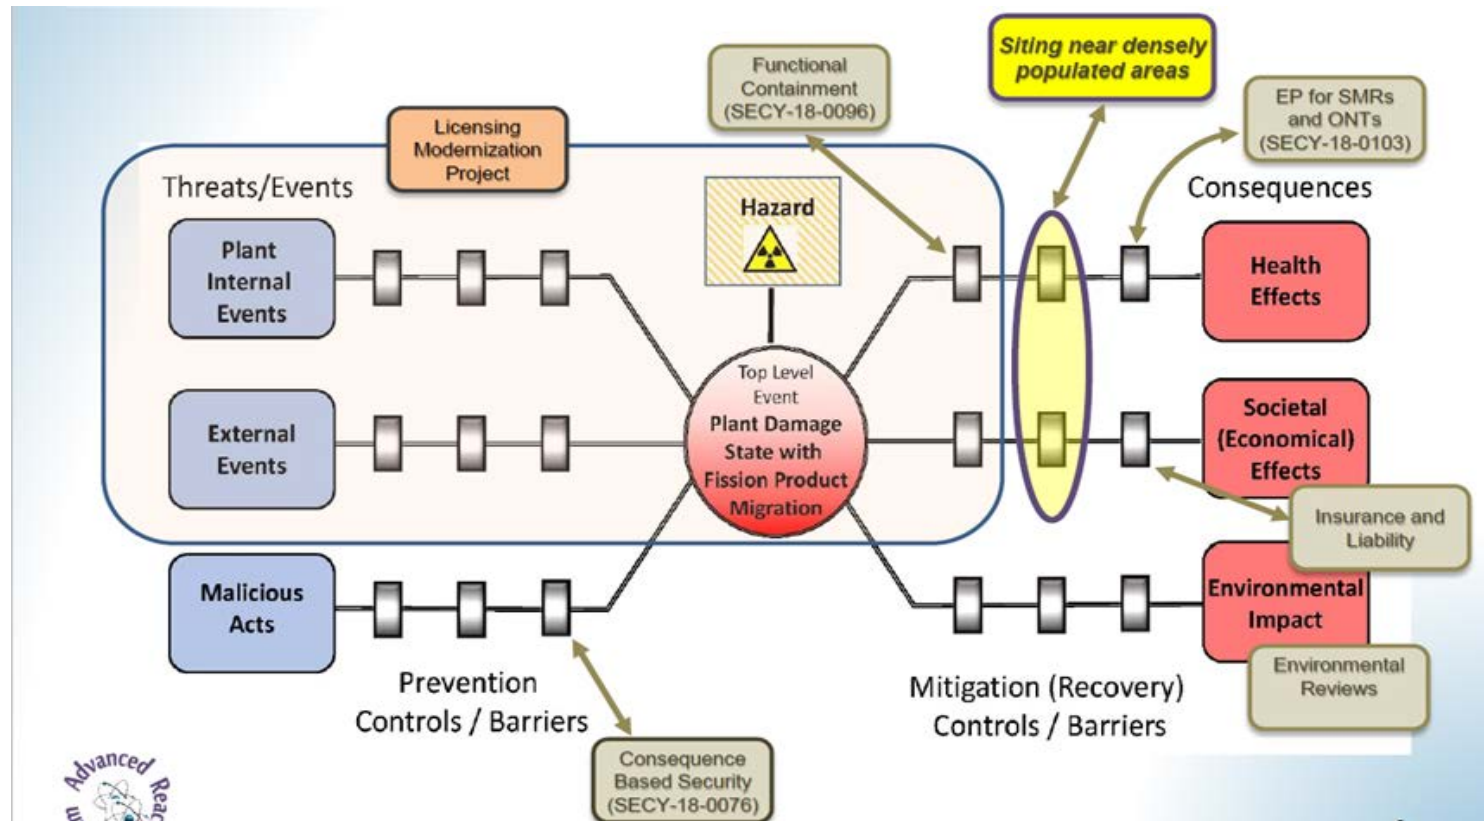 Siting near densely
populated areas
Functional
Containment
(SECY-18-0096)
EP for SMRs
and ONTs
(SECY-18-0103)
Licensing
Modernization
Project
Threats/Events
Hazard
Consequences
Plant
Internal
Events
Health
Effects
Top Level
Event
Plant Damage
State with
Fission Product
Migration
External
Events
Societal
(Economical)
Effects
Insurance and
Liability
Malicious
Acts
Environmental
Impact
Environmental
Reviews
Prevention
Controls / Barriers
Mitigation (Recovery)
Controls / Barriers
Consequence
Based Security
(SECY-18-0076)
Advanced